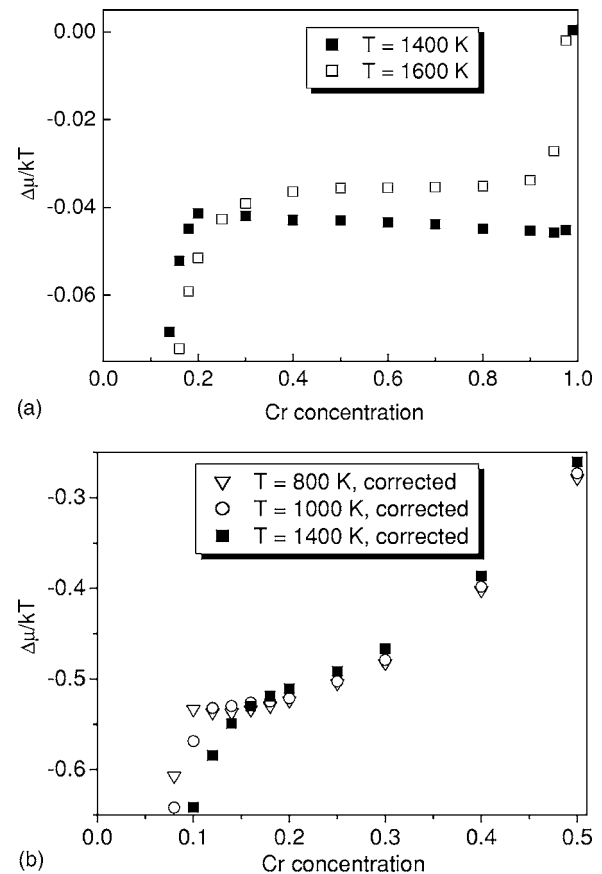 0.00
-0.02
-0.04
-0.06
Δμ/kT
T = 1400 K
T = 1600 K
0.0 0.2 0.4 0.6 0.8 1.0
(a)
Cr concentration
-0.3
-0.4
-0.5
-0.6
Δμ/kT
T = 800 K, corrected
T = 1000 K, corrected
T = 1400 K, corrected
0.0 0.1 0.2 0.3 0.4 0.5
(b)
Cr concentration